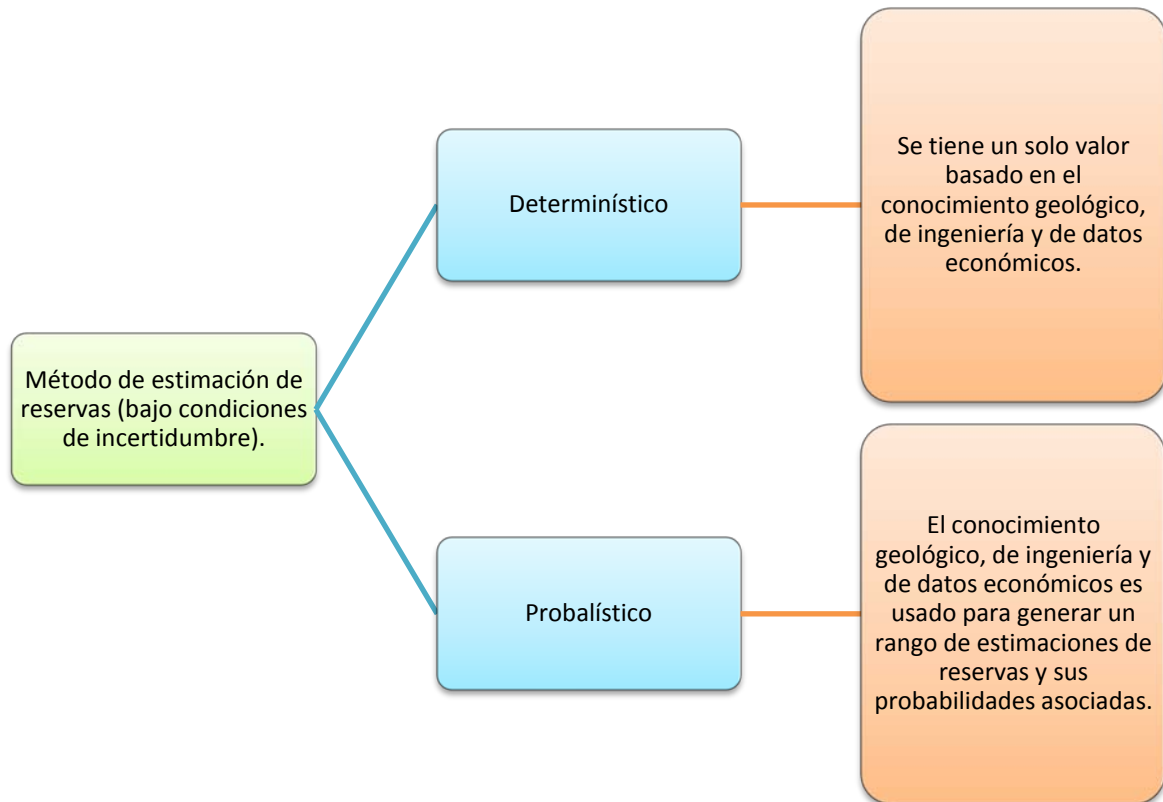 Método de estimación de
reservas (bajo condiciones
de incertidumbre).
Determinístico
Se tiene un solo valor
basado en el
conocimiento geológico,
de ingeniería y de datos
económicos.
Probalístico
El conocimiento
geológico, de ingeniería y
de datos económicos es
usado para generar un
rango de estimaciones de
reservas y sus
probabilidades asociadas.